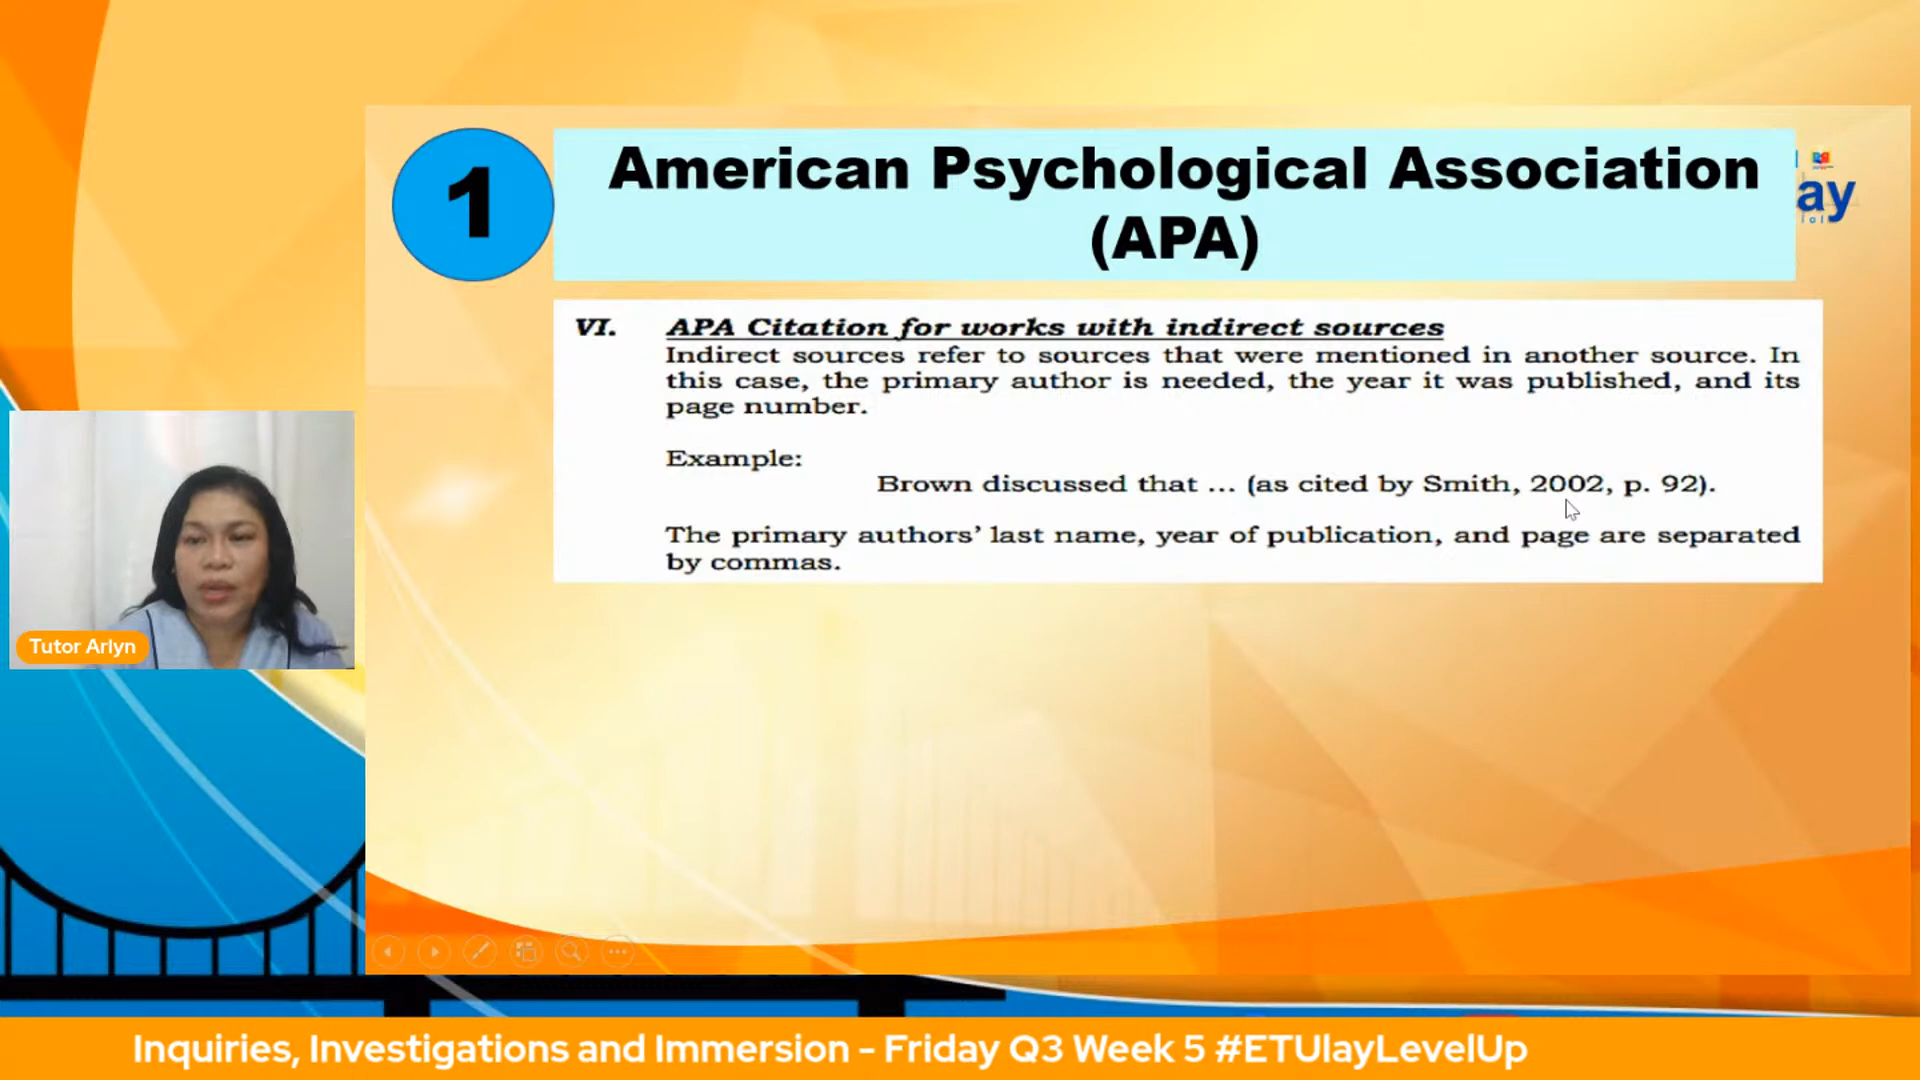 1
American Psychological Association
(APA)
ay
VI. APA Citation for works with indirect sources
Indirect sources refer to sources that were mentioned in another source. In
this case, the primary author is needed, the year it was published, and its
page number.
Example:
Brown discussed that ... (as cited by Smith, 2002, p. 92).
The primary authors' last name, year of publication, and page are separated
by commas.
Tutor Arlyn
Inquiries, Investigations and Immersion - Friday Q3 Week 5 #ETUlayLevelUp